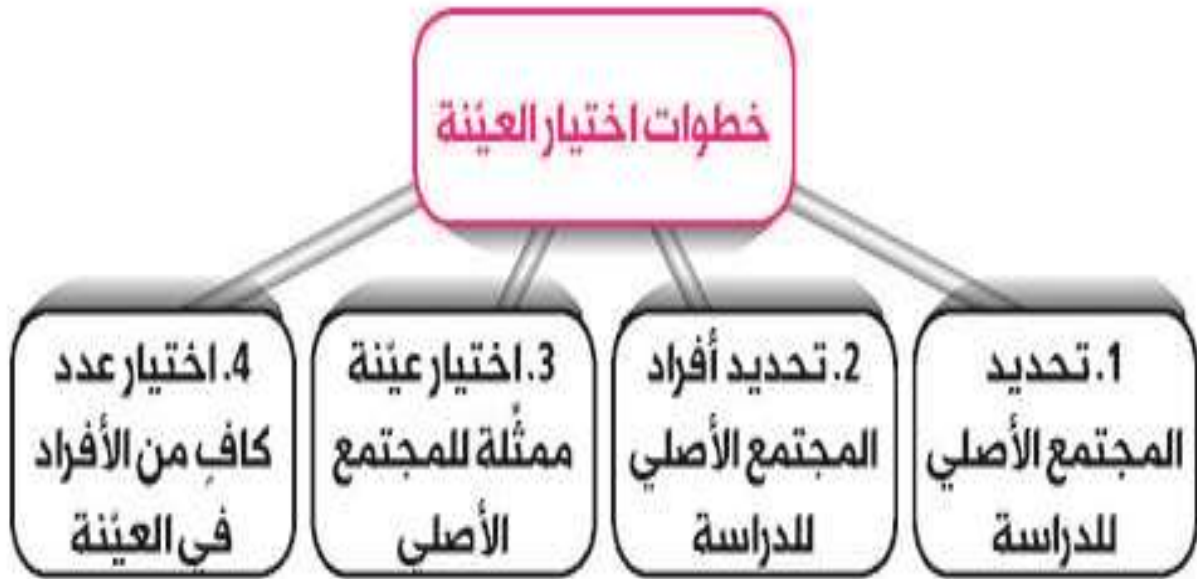 خطوات اختيار العيّنة
1. تحديد
المجتمع الأصلي
للدراسة
2. تحديد أفراد
المجتمع الأصلي
للدراسة
3. اختيار عيّنة
ممثّلة للمجتمع
الأصلي
4. اختيار عدد
كافٍ من الأفراد
في العيّنة